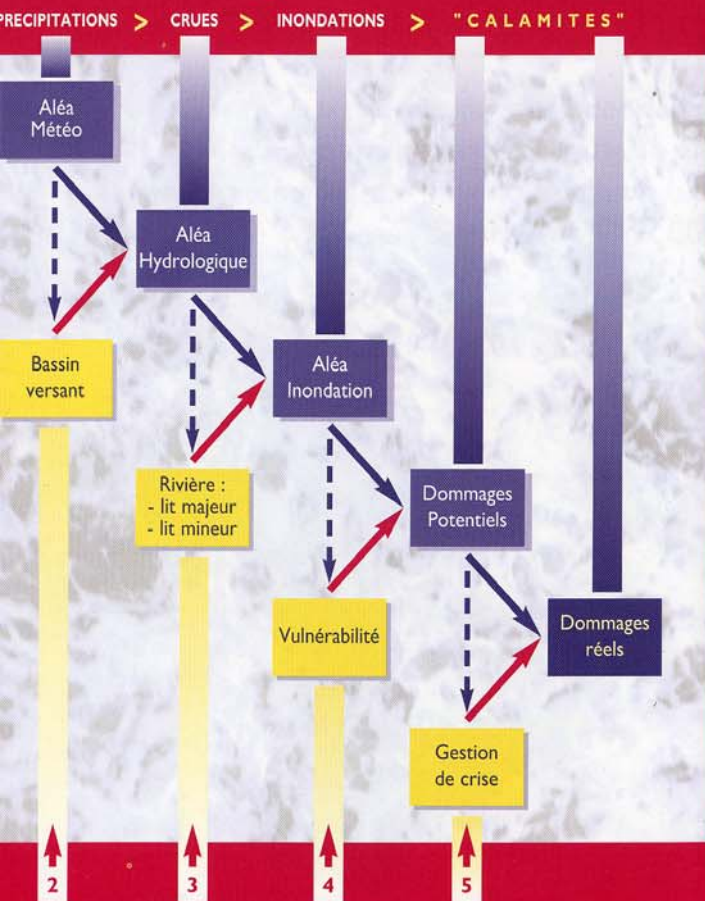 PRECIPITATIONS > CRUES > INONDATIONS > "CALAMITES"
Aléa
Météo
Aléa
Hydrologique
Bassin
versant
Aléa
Inondation
Rivière :
- lit majeur
- lit mineur
Dommages
Potentiels
Vulnérabilité
Dommages
réels
Gestion
de crise
2
3
4
5